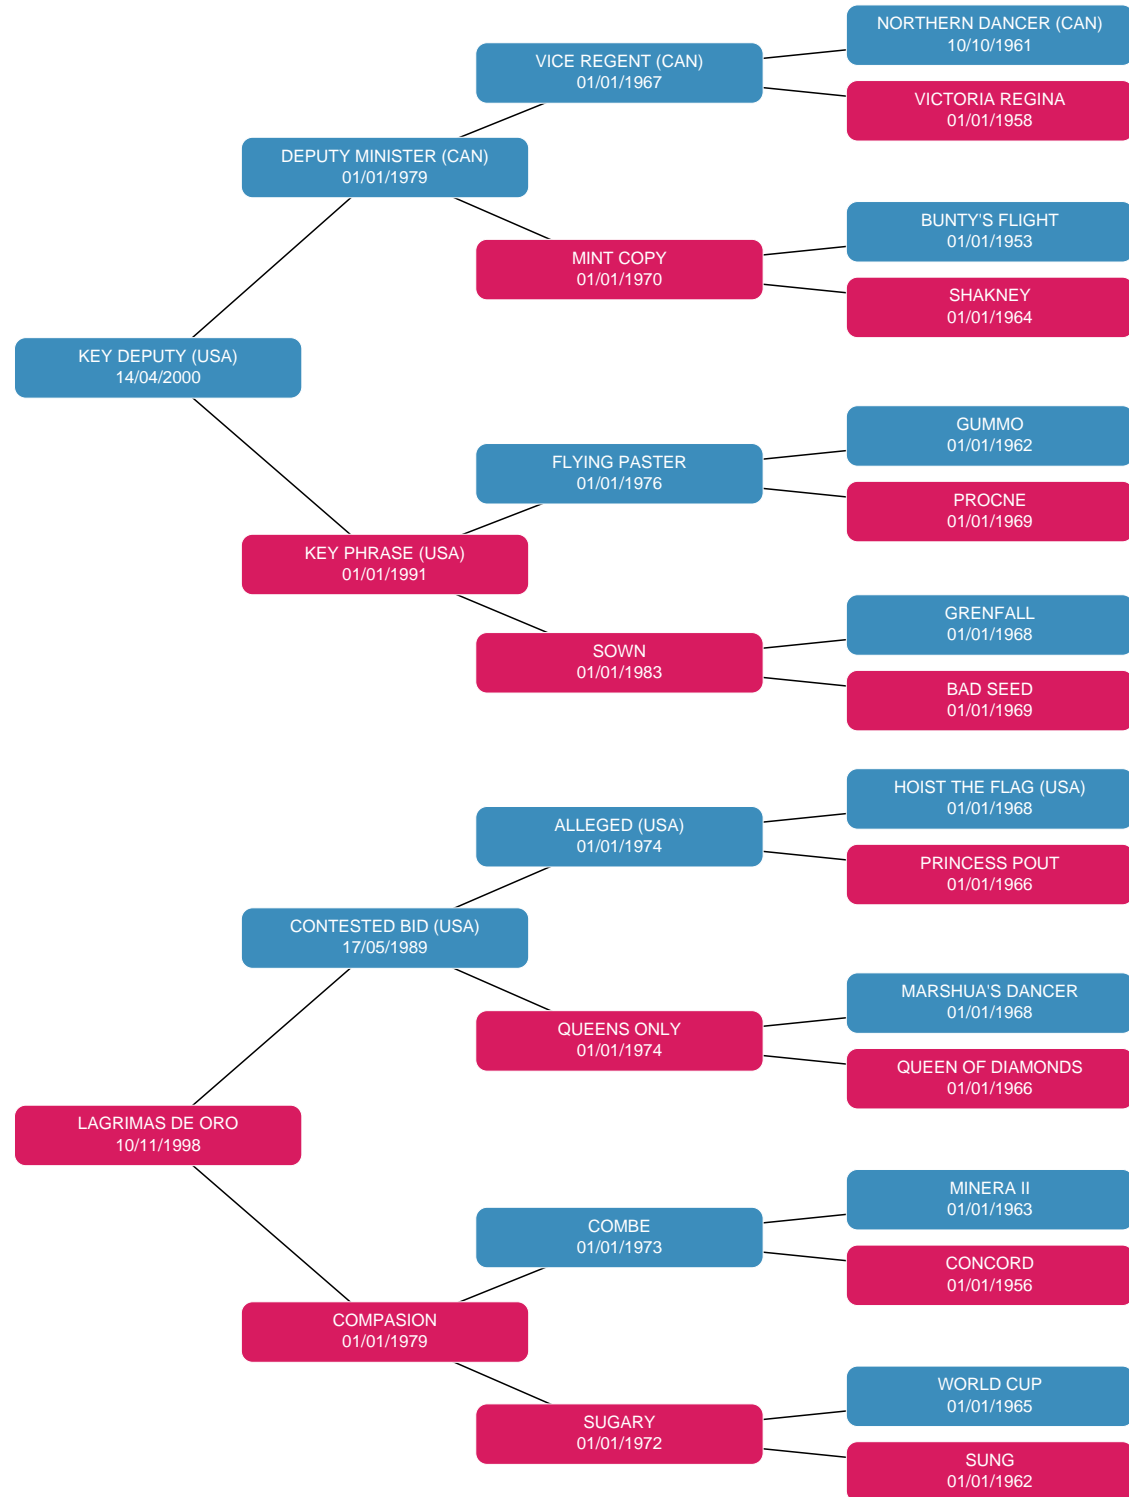 NORTHERN DANCER (CAN)
10/10/1961
VICE REGENT (CAN)
01/01/1967
VICTORIA REGINA
01/01/1958
DEPUTY MINISTER (CAN)
01/01/1979
BUNTY'S FLIGHT
01/01/1953
MINT COPY
01/01/1970
SHAKNEY
01/01/1964
KEY DEPUTY (USA)
14/04/2000
GUMMO
01/01/1962
FLYING PASTER
01/01/1976
PROCNE
01/01/1969
KEY PHRASE (USA)
01/01/1991
GRENFALL
01/01/1968
SOWN
01/01/1983
BAD SEED
01/01/1969
HOIST THE FLAG (USA)
01/01/1968
ALLEGED (USA)
01/01/1974
PRINCESS POUT
01/01/1966
CONTESTED BID (USA)
17/05/1989
MARSHUA'S DANCER
01/01/1968
QUEENS ONLY
01/01/1974
QUEEN OF DIAMONDS
01/01/1966
LAGRIMAS DE ORO
10/11/1998
MINERA II
01/01/1963
COMBE
01/01/1973
CONCORD
01/01/1956
COMPASION
01/01/1979
WORLD CUP
01/01/1965
SUGARY
01/01/1972
SUNG
01/01/1962